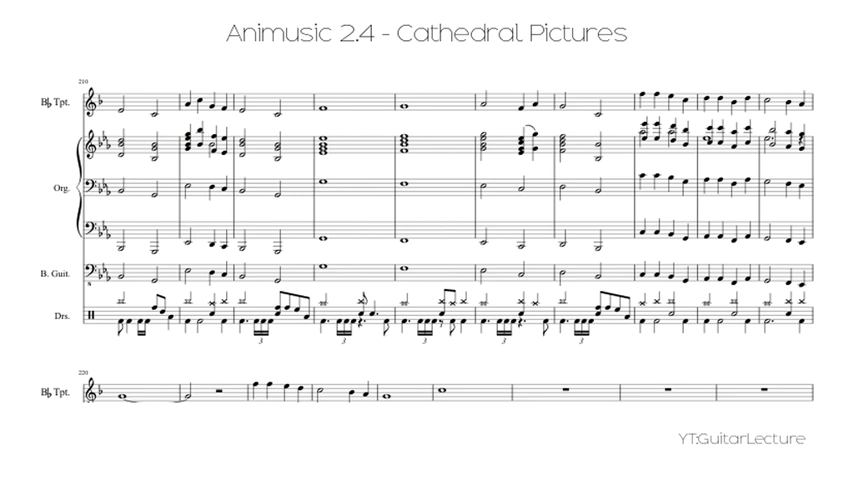 Animusic 2.4 - Cathedral Pictures
210
B♭ Tpt.
Org.
B. Guit.
Drs.
3 3 3 3 3 3
220
B♭ Tpt.
YT:GuitarLecture